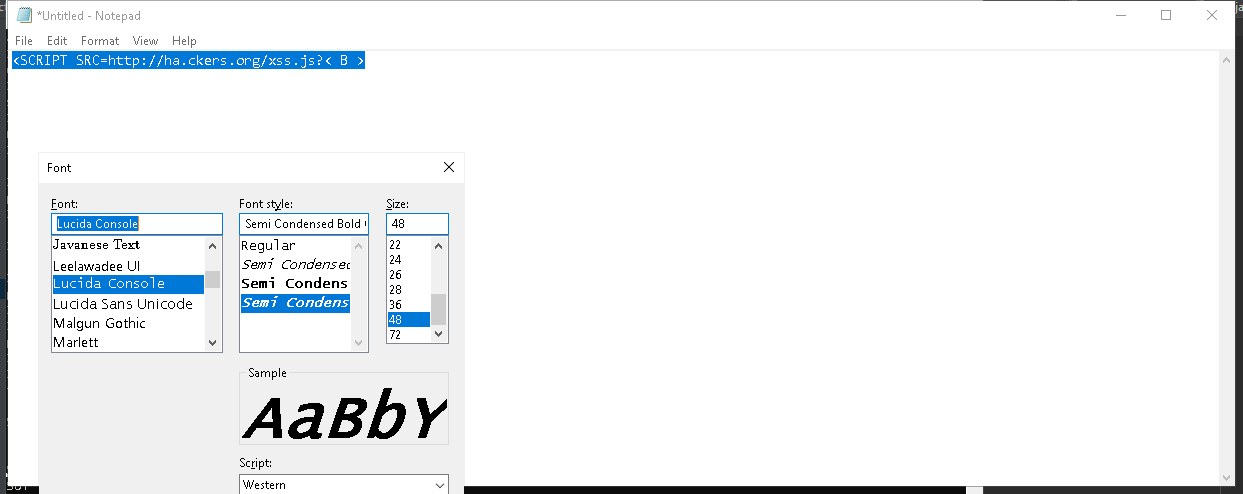 *Untitled - Notepad
File Edit Format View Help
<SCRIPT SRC=http://ha.ckers.org/xss.js?< B >
Font
Font: Font style: Size:
Lucida Console Semi Condensed Bold 48
Javanese Text
Leelawadee UI
Lucida Console
Lucida Sans Unicode
Malgun Gothic
Marlett
Regular
Semi Condensed
Semi Condens
Semi Condens
22
24
26
28
36
48
72
Sample
AaBbY
Script:
Western